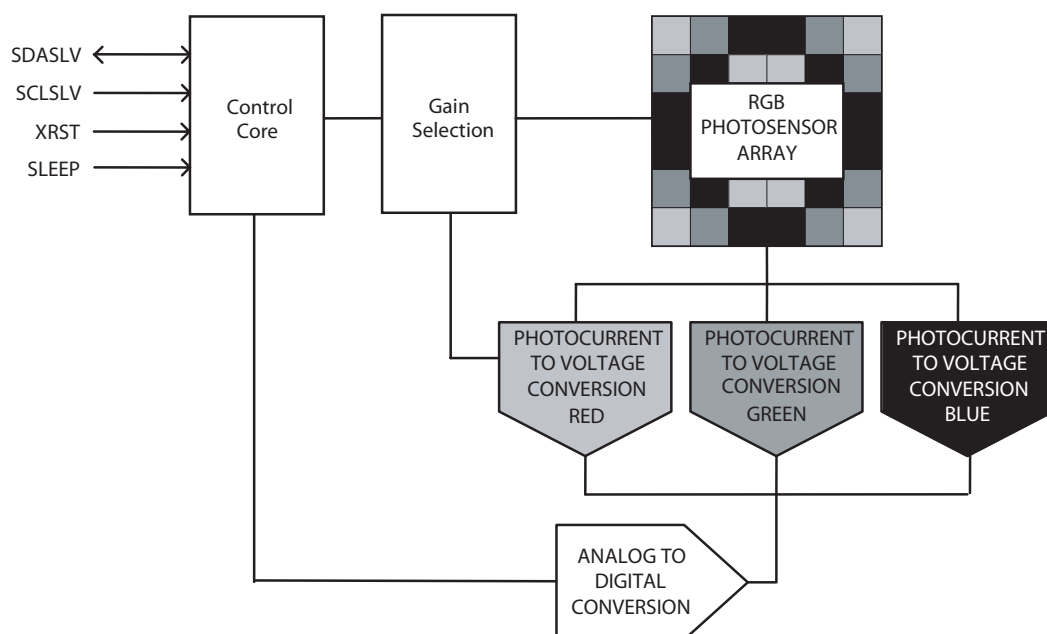 SDASLV
SCLSLV
XRST
SLEEP
Control
Core
Gain
Selection
RGB
PHOTOSENSOR
ARRAY
PHOTOCURRENT
TO VOLTAGE
CONVERSION
RED
PHOTOCURRENT
TO VOLTAGE
CONVERSION
GREEN
PHOTOCURRENT
TO VOLTAGE
CONVERSION
BLUE
ANALOG TO
DIGITAL
CONVERSION